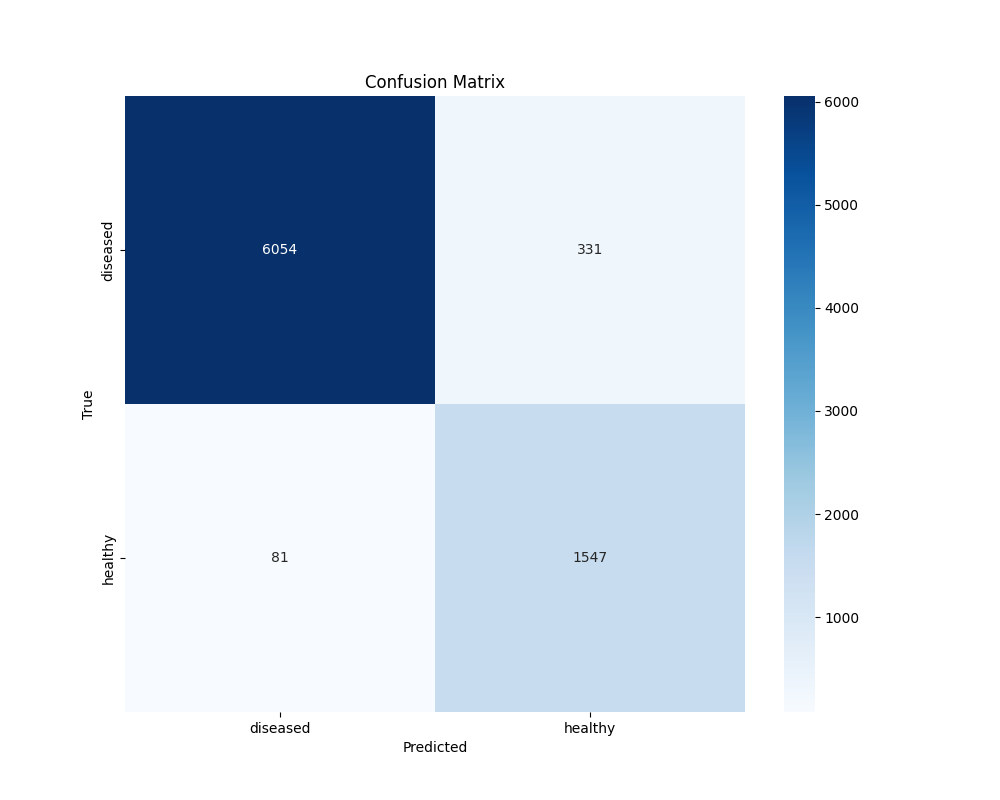 Confusion Matrix
True
diseased
healthy
6054
331
81
1547
diseased
healthy
Predicted
6000
5000
4000
3000
2000
1000